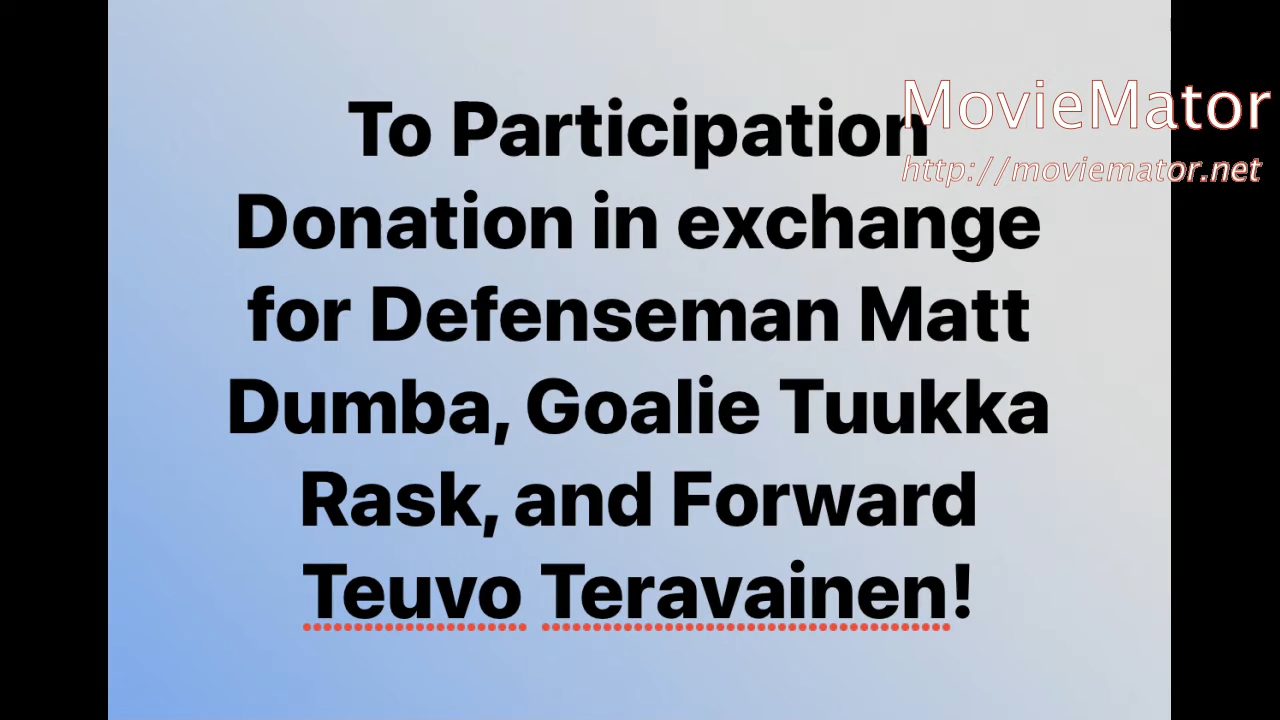 To Participation
Donation in exchange
for Defenseman Matt
Dumba, Goalie Tuukka
Rask, and Forward
Teuvo Teravainen!
MovieMator
http://moviemator.net